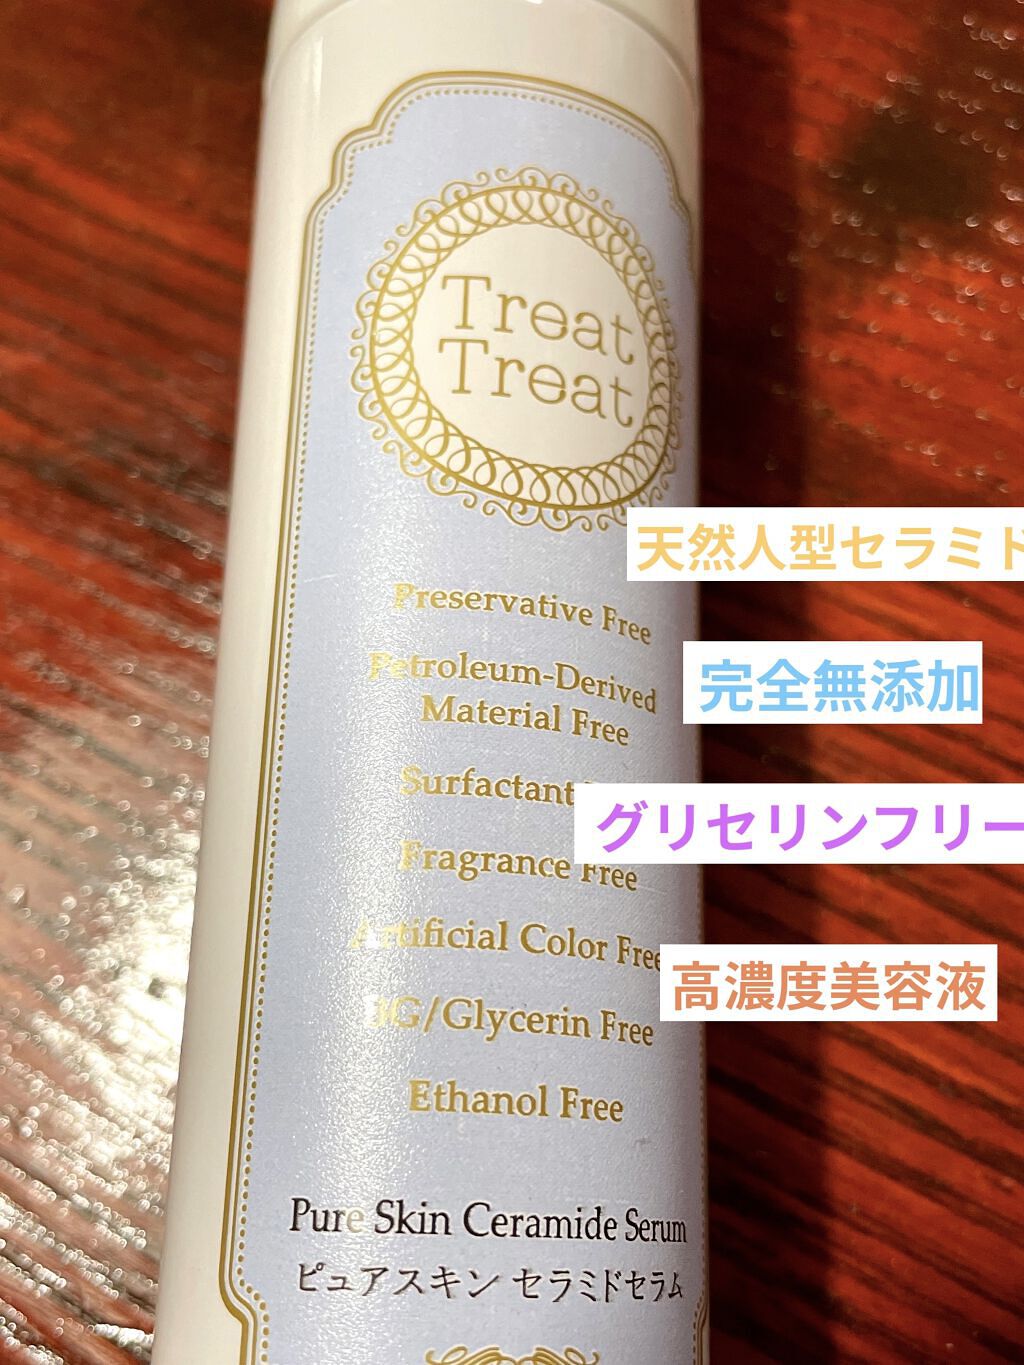 Treat
Treat
天然人型セラミド
Preservative Free
完全無添加
Petroleum-Derived
Material Free
Surfactant
グリセリンフリー
Fragrance Free
Artificial Color Free
高濃度美容液
BG/Glycerin Free
Ethanol Free
Pure Skin Ceramide Serum
ピュアスキン セラミドセラム